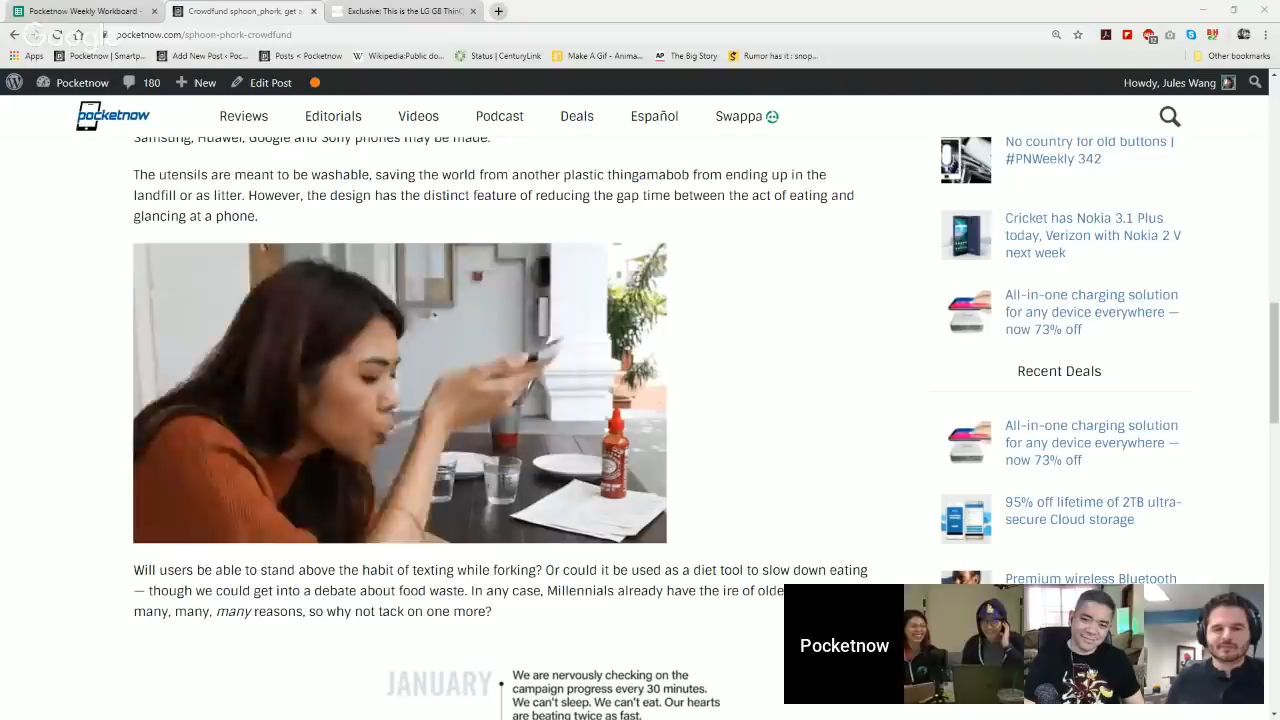 Pocketnow Weekly Workboard -
Crowdfund sphoon_phork, get a
Exclusive: This is the LG G8 ThinQ
Google
pocketnow.com/sphoon-phork-crowdfund
Apps
Pocketnow | Smartp...
Add New Post ‹ Poc...
Posts ‹ Pocketnow
Wikipedia:Public do...
Status | CenturyLink
Make A Gif - Anima...
AP The Big Story
Rumor has it : snop...
Other bookmarks
Pocketnow
180
New
Edit Post
Howdy, Jules Wang
pocketnow
Reviews
Editorials
Videos
Podcast
Deals
Español
Swappa
Samsung, Huawei, Google and Sony phones may be made.
The utensils are meant to be washable, saving the world from another plastic thingamabob from ending up in the
landfill or as litter. However, the design has the distinct feature of reducing the gap time between the act of eating and
glancing at a phone.
Will users be able to stand above the habit of texting while forking? Or could it be used as a diet tool to slow down eating
— though we could get into a debate about food waste. In any case, Millennials already have the ire of olde
many, many, many reasons, so why not tack on one more?
JANUARY
We are nervously checking on the
campaign progress every 30 minutes.
We can't sleep. We can't eat. Our hearts
are beating twice as fast.
No country for old buttons |
#PNWeekly 342
Cricket has Nokia 3.1 Plus
today, Verizon with Nokia 2 V
next week
All-in-one charging solution
for any device everywhere —
now 73% off
Recent Deals
All-in-one charging solution
for any device everywhere —
now 73% off
95% off lifetime of 2TB ultra-
secure Cloud storage
Premium wireless Bluetooth
Pocketnow